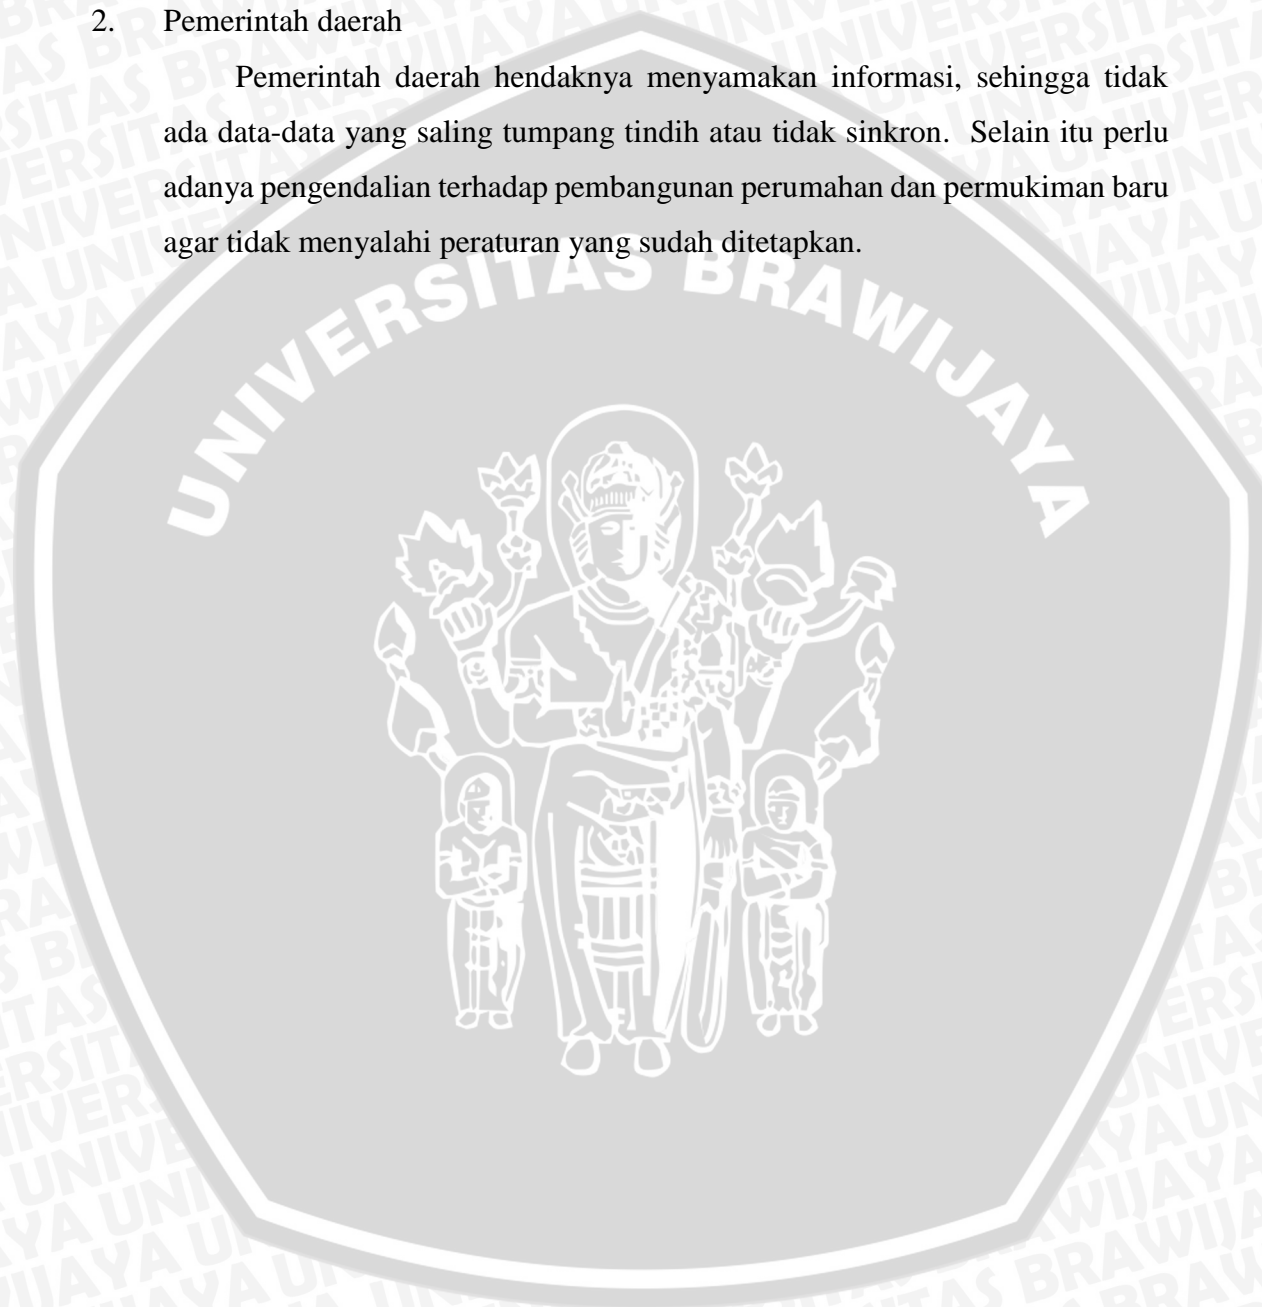 2. Pemerintah daerah
Pemerintah daerah hendaknya menyamakan informasi, sehingga tidak
ada data-data yang saling tumpang tindih atau tidak sinkron. Selain itu perlu
adanya pengendalian terhadap pembangunan perumahan dan permukiman baru
agar tidak menyalahi peraturan yang sudah ditetapkan.
UNIVERSITAS BRAWIJAYA